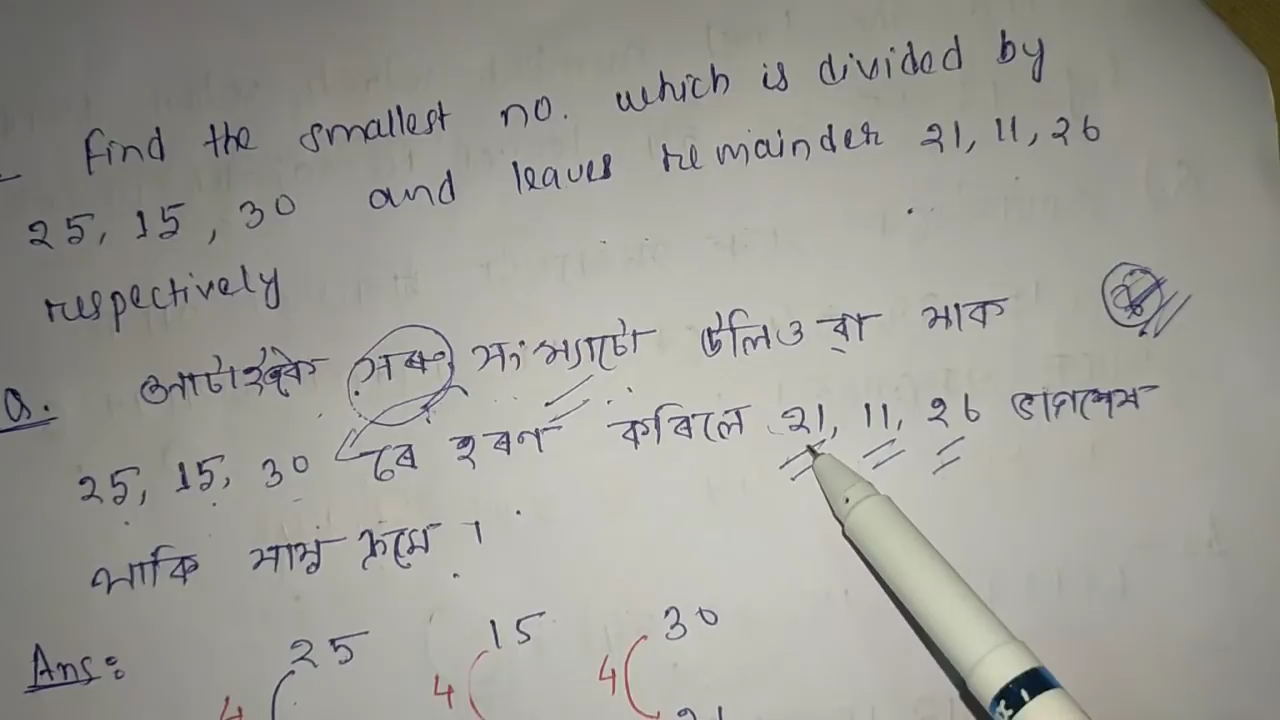 Find the smallest no. which is divided by
25, 15, 30 and leaves remainder 21, 11, 26
respectively
Q. আটাইতকৈ সৰু সংখ্যাটো উলিওৱা যাক
25, 15, 30 ৰে হৰণ কৰিলে 21, 11, 26 ভাগশেষ
থাকি যায় ক্ৰমে।
Ans:
25 15 30
4 4 4
21